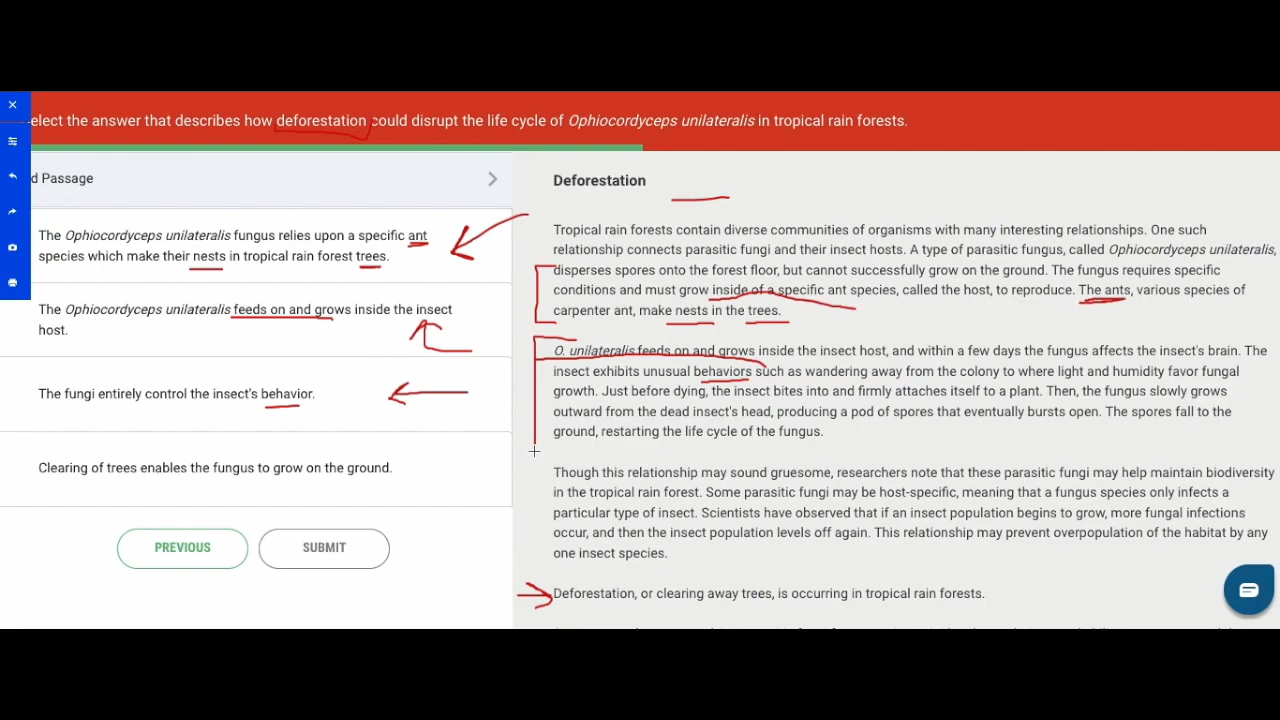 elect the answer that describes how deforestation could disrupt the life cycle of Ophiocordyceps unilateralis in tropical rain forests.
d Passage
The Ophiocordyceps unilateralis fungus relies upon a specific ant
species which make their nests in tropical rain forest trees.
The Ophiocordyceps unilateralis feeds on and grows inside the insect
host.
The fungi entirely control the insect's behavior.
Clearing of trees enables the fungus to grow on the ground.
PREVIOUS
SUBMIT
Deforestation
Tropical rain forests contain diverse communities of organisms with many interesting relationships. One such
relationship connects parasitic fungi and their insect hosts. A type of parasitic fungus, called Ophiocordyceps unilateralis,
disperses spores onto the forest floor, but cannot successfully grow on the ground. The fungus requires specific
conditions and must grow inside of a specific ant species, called the host, to reproduce. The ants, various species of
carpenter ant, make nests in the trees.
O. unilateralis feeds on and grows inside the insect host, and within a few days the fungus affects the insect's brain. The
insect exhibits unusual behaviors such as wandering away from the colony to where light and humidity favor fungal
growth. Just before dying, the insect bites into and firmly attaches itself to a plant. Then, the fungus slowly grows
outward from the dead insect's head, producing a pod of spores that eventually bursts open. The spores fall to the
ground, restarting the life cycle of the fungus.
Though this relationship may sound gruesome, researchers note that these parasitic fungi may help maintain biodiversity
in the tropical rain forest. Some parasitic fungi may be host-specific, meaning that a fungus species only infects a
particular type of insect. Scientists have observed that if an insect population begins to grow, more fungal infections
occur, and then the insect population levels off again. This relationship may prevent overpopulation of the habitat by any
one insect species.
Deforestation, or clearing away trees, is occurring in tropical rain forests.